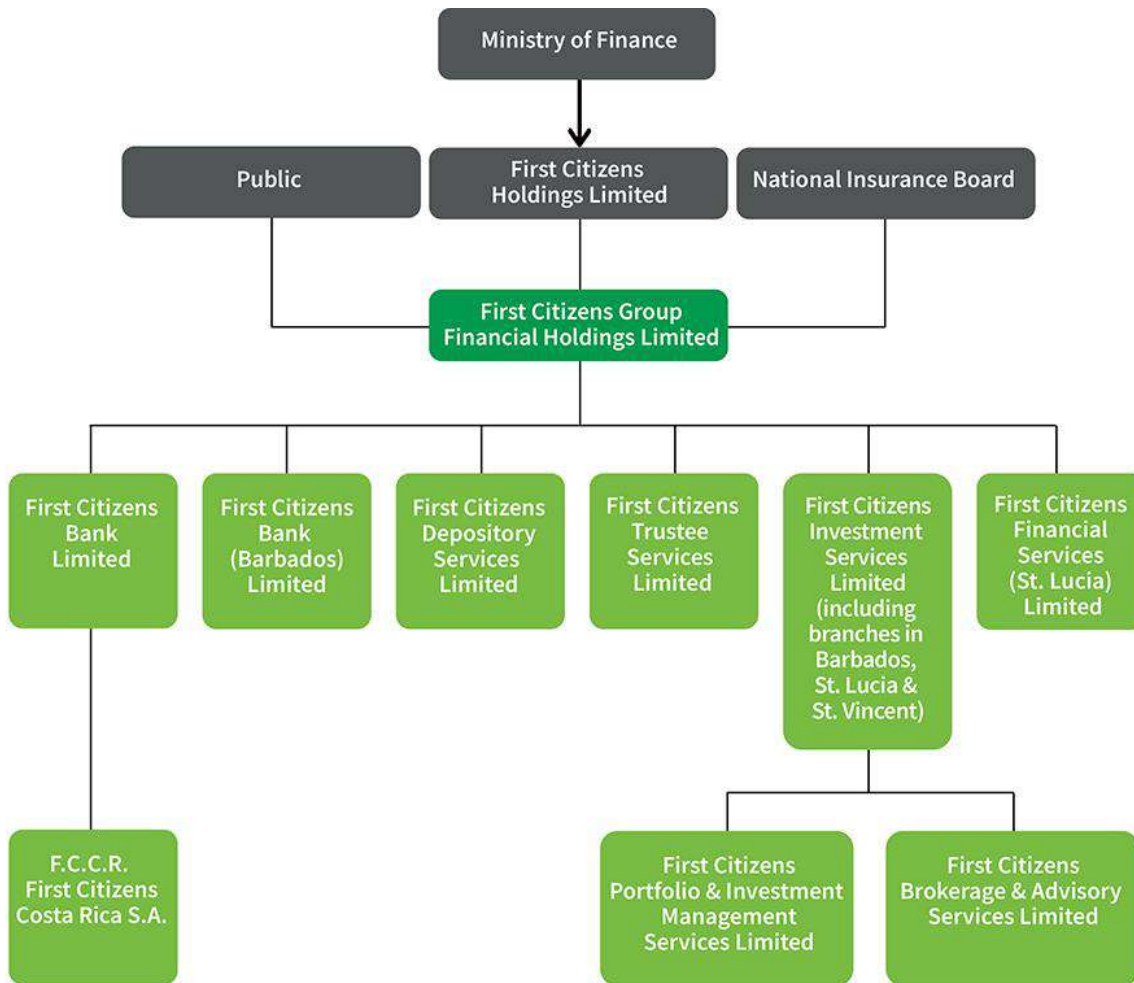 Ministry of Finance
Public
First Citizens
Holdings Limited
National Insurance Board
First Citizens Group
Financial Holdings Limited
First Citizens
Bank
Limited
First Citizens
Bank
(Barbados)
Limited
First Citizens
Depository
Services
Limited
First Citizens
Trustee
Services
Limited
First Citizens
Investment
Services
Limited
(including
branches in
Barbados,
St. Lucia &
St. Vincent)
First Citizens
Financial
Services
(St. Lucia)
Limited
F.C.C.R.
First Citizens
Costa Rica S.A.
First Citizens
Portfolio & Investment
Management
Services Limited
First Citizens
Brokerage & Advisory
Services Limited